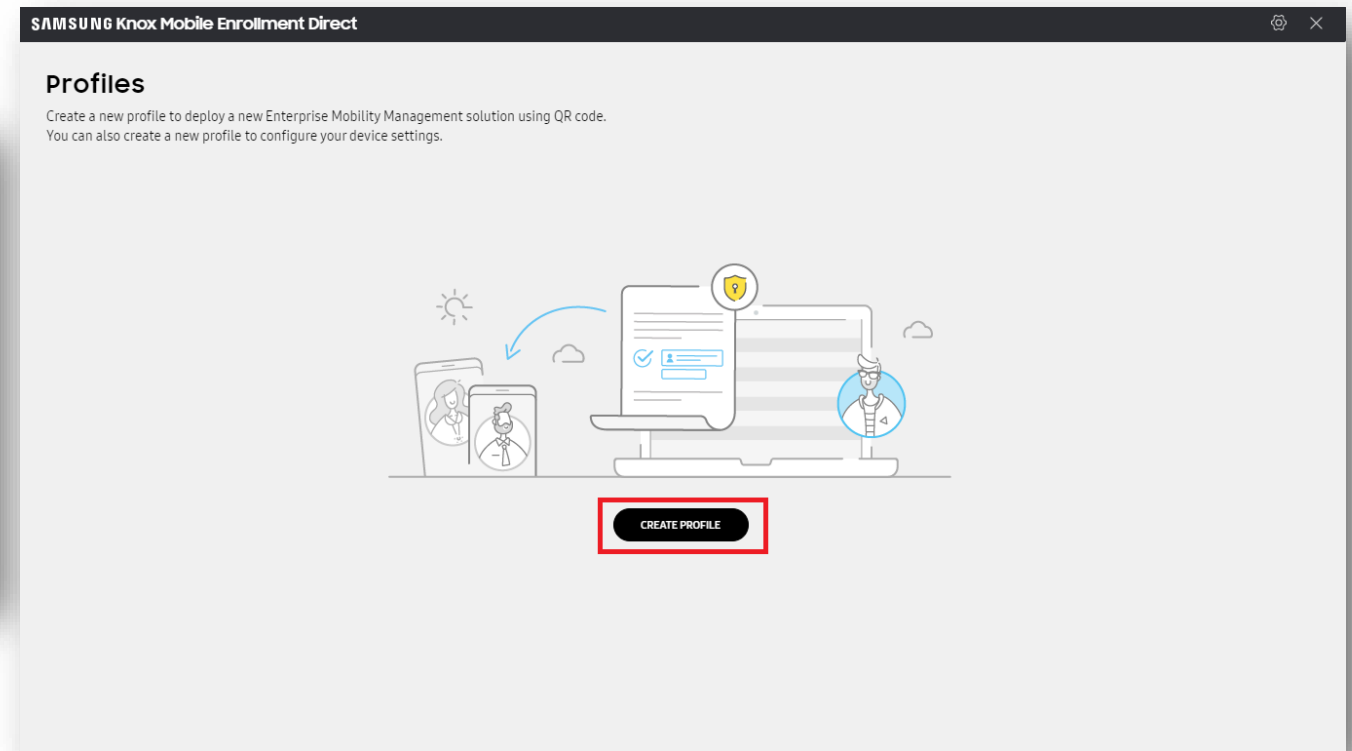 SAMSUNG Knox Mobile Enrollment Direct
Profiles
Create a new profile to deploy a new Enterprise Mobility Management solution using QR code.
You can also create a new profile to configure your device settings.
CREATE PROFILE